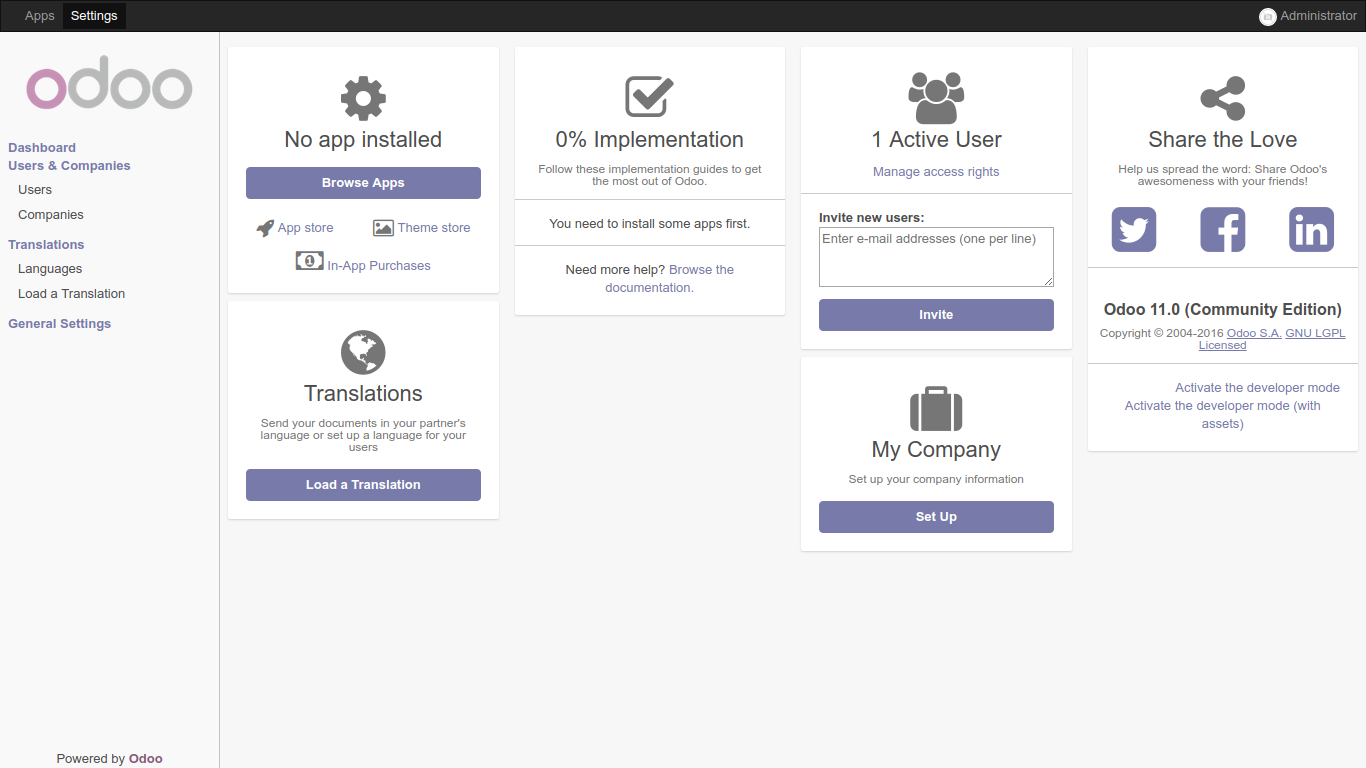 Apps Settings Administrator
odoo
Dashboard
Users & Companies
Users
Companies
Translations
Languages
Load a Translation
General Settings
Powered by Odoo
No app installed
Browse Apps
App store Theme store
In-App Purchases
Translations
Send your documents in your partner's
language or set up a language for your
users
Load a Translation
0% Implementation
Follow these implementation guides to get
the most out of Odoo.
You need to install some apps first.
Need more help? Browse the
documentation.
1 Active User
Manage access rights
Invite new users:
Enter e-mail addresses (one per line)
Invite
My Company
Set up your company information
Set Up
Share the Love
Help us spread the word: Share Odoo's
awesomeness with your friends!
Odoo 11.0 (Community Edition)
Copyright © 2004-2016 Odoo S.A. GNU LGPL
Licensed
Activate the developer mode
Activate the developer mode (with
assets)